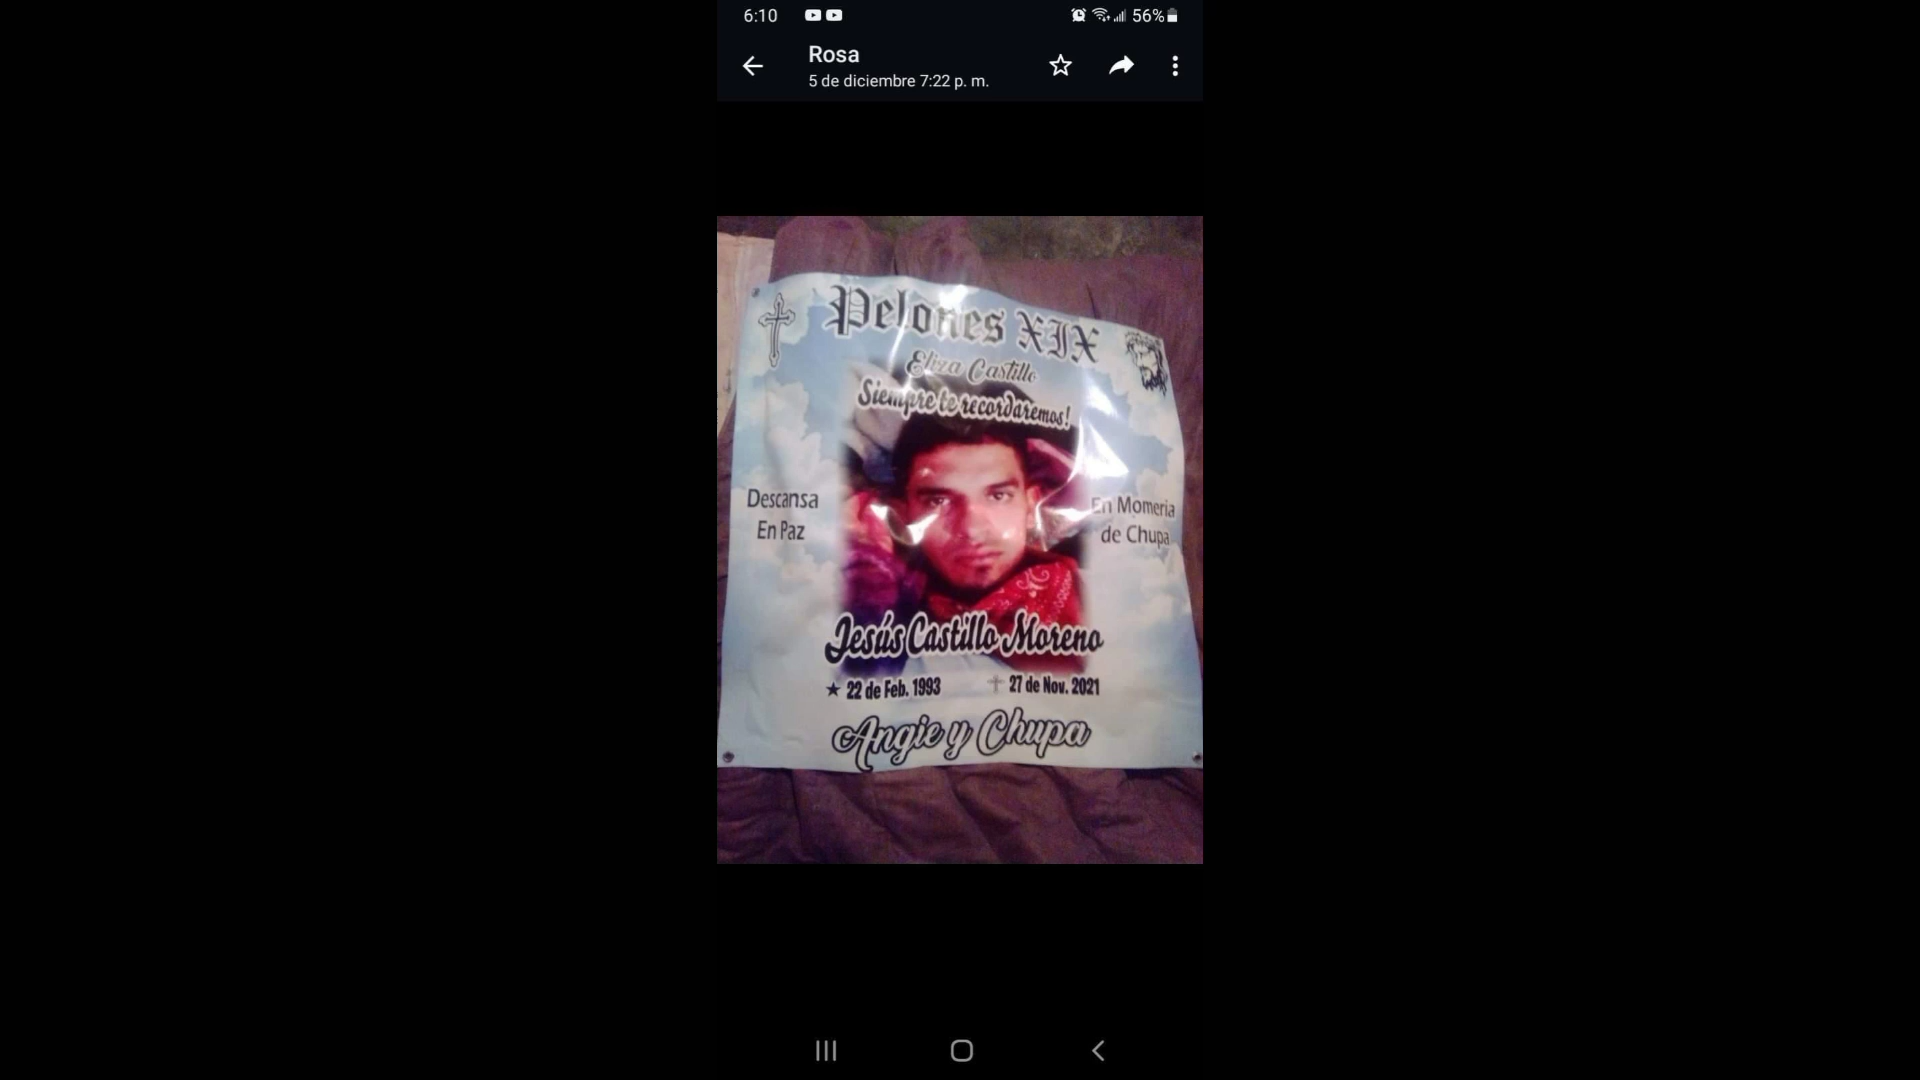 6:10
56%
Rosa
5 de diciembre 7:22 p. m.
Pelones XIX
Eliza Castillo
Siempre te recordaremos!
Descansa
En Paz
En Momeria
de Chupa
Jesús Castillo Moreno
22 de Feb. 1993
27 de Nov. 2021
Angie y Chupa